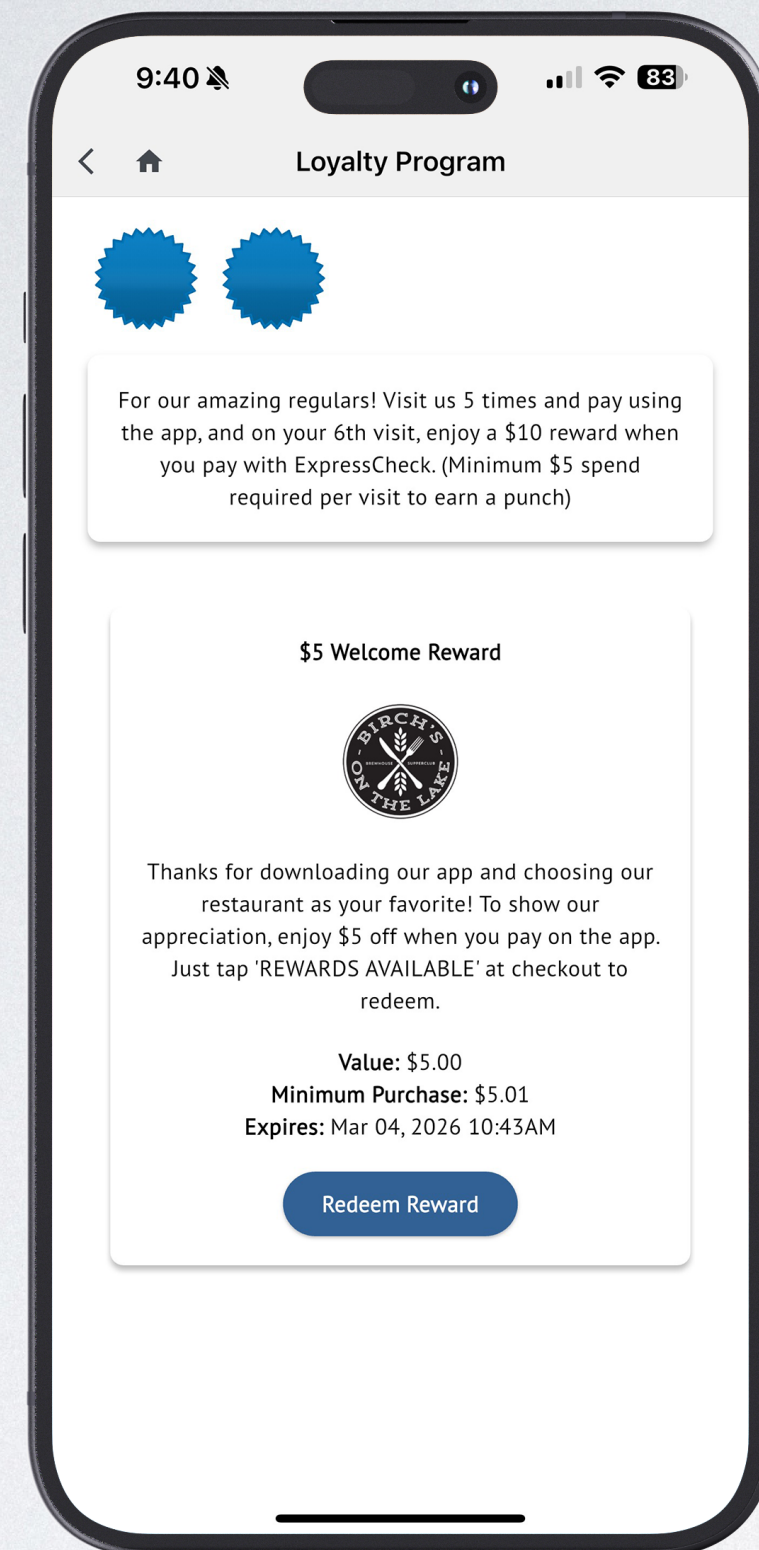 9:40
83
Loyalty Program
For our amazing regulars! Visit us 5 times and pay using
the app, and on your 6th visit, enjoy a $10 reward when
you pay with ExpressCheck. (Minimum $5 spend
required per visit to earn a punch)
$5 Welcome Reward
BIRCH'S
BREWHOUSE SUPPERCLUB
ON THE LAKE
Thanks for downloading our app and choosing our
restaurant as your favorite! To show our
appreciation, enjoy $5 off when you pay on the app.
Just tap 'REWARDS AVAILABLE' at checkout to
redeem.
Value: $5.00
Minimum Purchase: $5.01
Expires: Mar 04, 2026 10:43AM
Redeem Reward